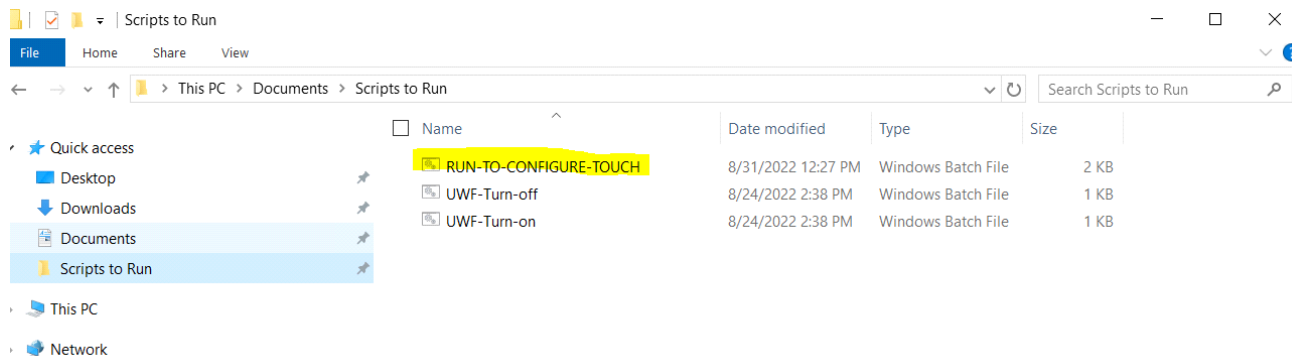 Scripts to Run
File Home Share View
This PC Documents Scripts to Run
Search Scripts to Run
Name Date modified Type Size
Quick access
Desktop
Downloads
Documents
Scripts to Run
This PC
Network
RUN-TO-CONFIGURE-TOUCH 8/31/2022 12:27 PM Windows Batch File 2 KB
UWF-Turn-off 8/24/2022 2:38 PM Windows Batch File 1 KB
UWF-Turn-on 8/24/2022 2:38 PM Windows Batch File 1 KB